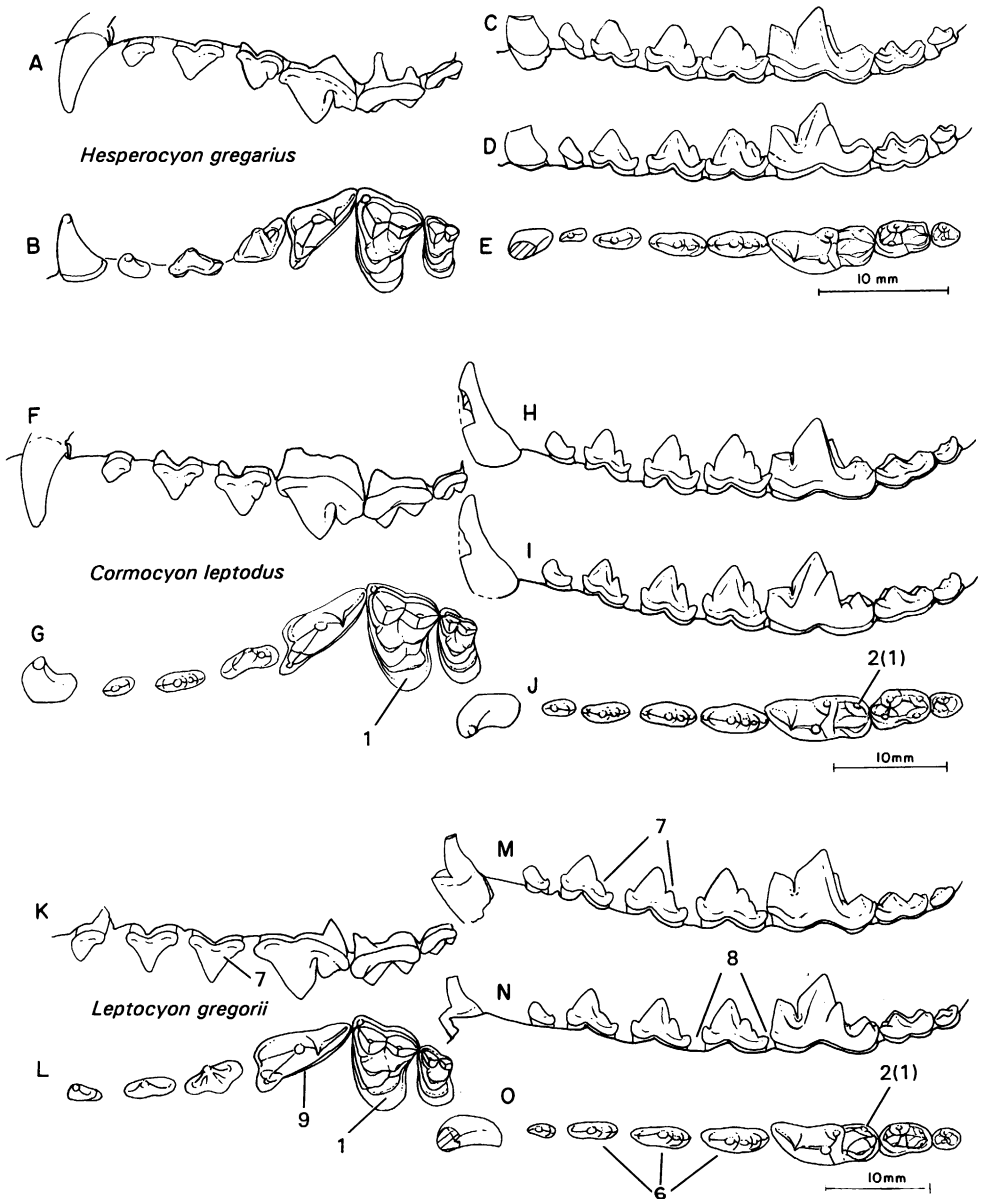 A
C
Hesperocyon gregarius
D
B
E
10 mm
F
H
Cormocyon leptodus
I
G
1
J
2(1)
10mm
K
7
M
7
Leptocyon gregorii
8
N
L
9
1
O
2(1)
6
10mm